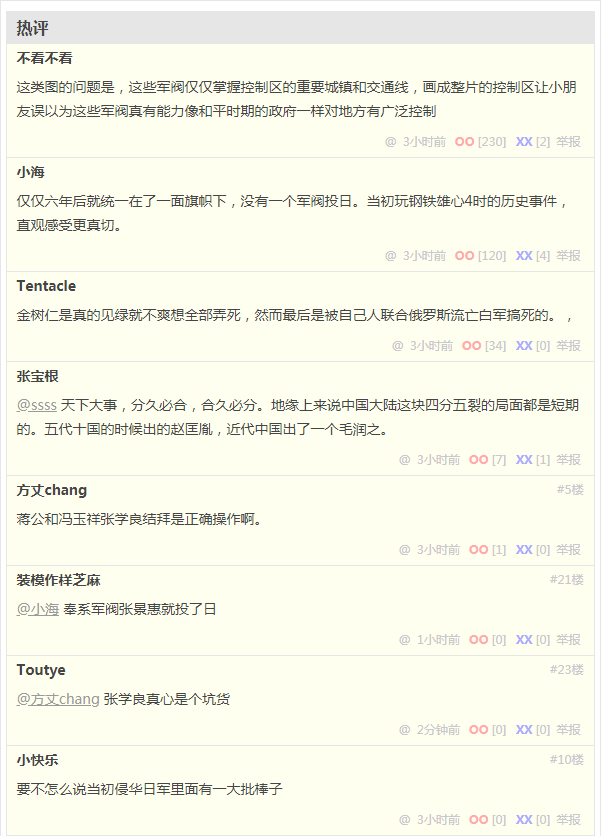 热评
不看不看
这类图的问题是，这些军阀仅仅掌握控制区的重要城镇和交通线，画成整片的控制区让小朋
友误以为这些军阀真有能力像和平时期的政府一样对地方有广泛控制
@ 3小时前 OO [230] XX [2] 举报
小海
仅仅六年后就统一在了一面旗帜下，没有一个军阀投日。当初玩钢铁雄心4时的历史事件，
直观感受更真切。
@ 3小时前 OO [120] XX [4] 举报
Tentacle
金树仁是真的见绿就不爽想全部弄死，然而最后是被自己人联合俄罗斯流亡白军搞死的。，
@ 3小时前 OO [34] XX [0] 举报
张宝根
@ssss 天下大事，分久必合，合久必分。地缘上来说中国大陆这块四分五裂的局面都是短期
的。五代十国的时候出的赵匡胤，近代中国出了一个毛润之。
@ 3小时前 OO [7] XX [1] 举报
方丈chang #5楼
蒋公和冯玉祥张学良结拜是正确操作啊。
@ 3小时前 OO [1] XX [0] 举报
装模作样芝麻 #21楼
@小海 奉系军阀张景惠就投了日
@ 1小时前 OO [0] XX [0] 举报
Toutye #23楼
@方丈chang 张学良真心是个坑货
@ 2分钟前 OO [0] XX [0] 举报
小快乐 #10楼
要不怎么说当初侵华日军里面有一大批棒子
@ 3小时前 OO [0] XX [0] 举报